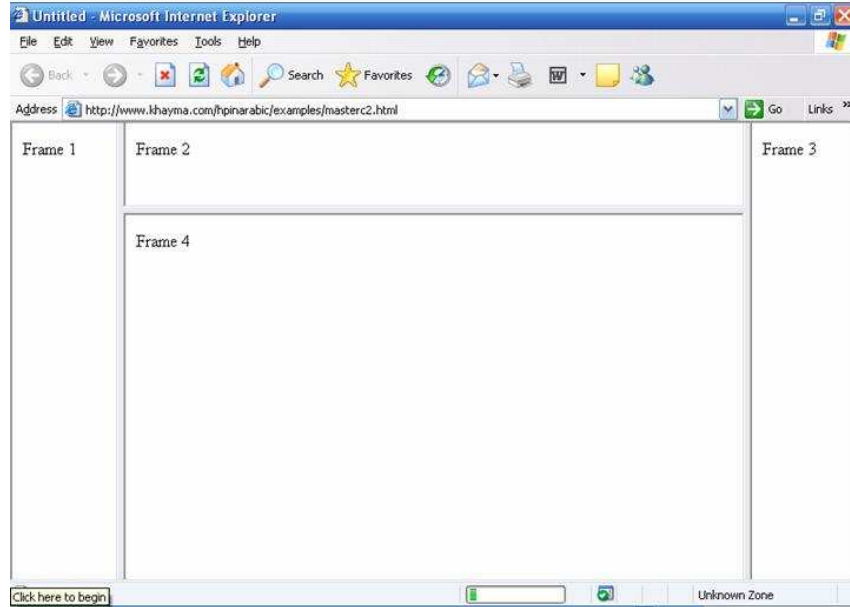 Untitled - Microsoft Internet Explorer
File Edit View Favorites Tools Help
Back Search Favorites
Address http://www.khayma.com/hpinarabic/examples/masterc2.html Go Links »
Frame 1
Frame 2
Frame 3
Frame 4
Click here to begin
Unknown Zone